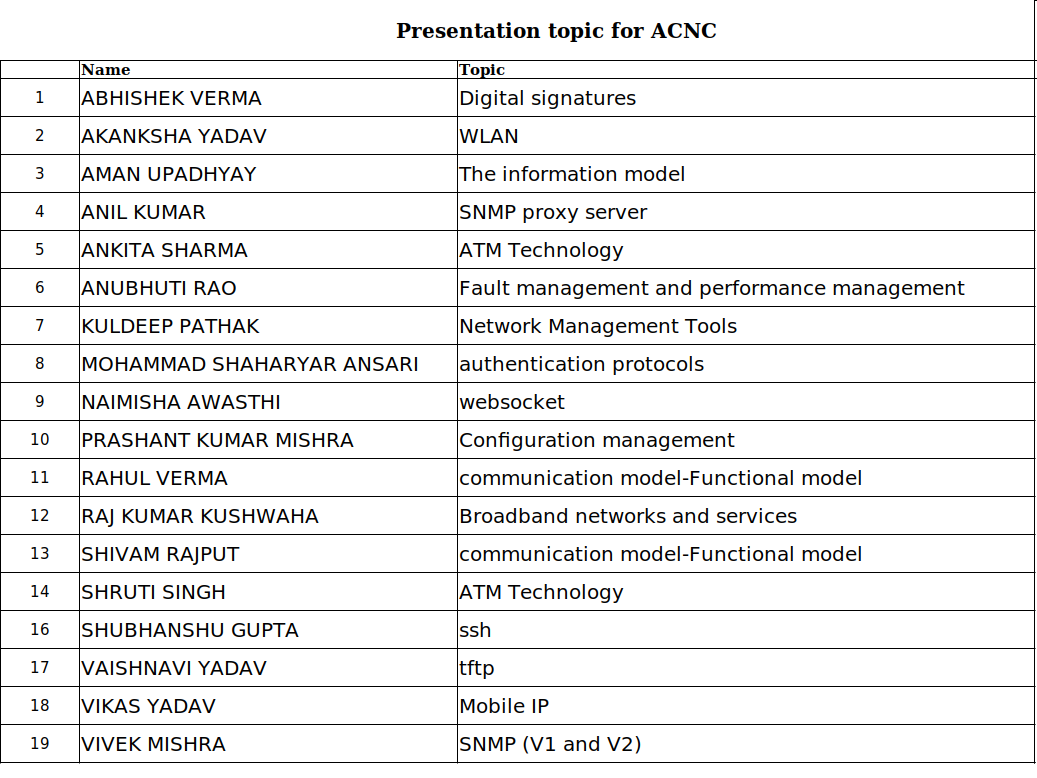 Presentation topic for ACNC
Name Topic
1 ABHISHEK VERMA Digital signatures
2 AKANKSHA YADAV WLAN
3 AMAN UPADHYAY The information model
4 ANIL KUMAR SNMP proxy server
5 ANKITA SHARMA ATM Technology
6 ANUBHUTI RAO Fault management and performance management
7 KULDEEP PATHAK Network Management Tools
8 MOHAMMAD SHAHARYAR ANSARI authentication protocols
9 NAIMISHA AWASTHI websocket
10 PRASHANT KUMAR MISHRA Configuration management
11 RAHUL VERMA communication model-Functional model
12 RAJ KUMAR KUSHWAHA Broadband networks and services
13 SHIVAM RAJPUT communication model-Functional model
14 SHRUTI SINGH ATM Technology
16 SHUBHANSHU GUPTA ssh
17 VAISHNAVI YADAV tftp
18 VIKAS YADAV Mobile IP
19 VIVEK MISHRA SNMP (V1 and V2)